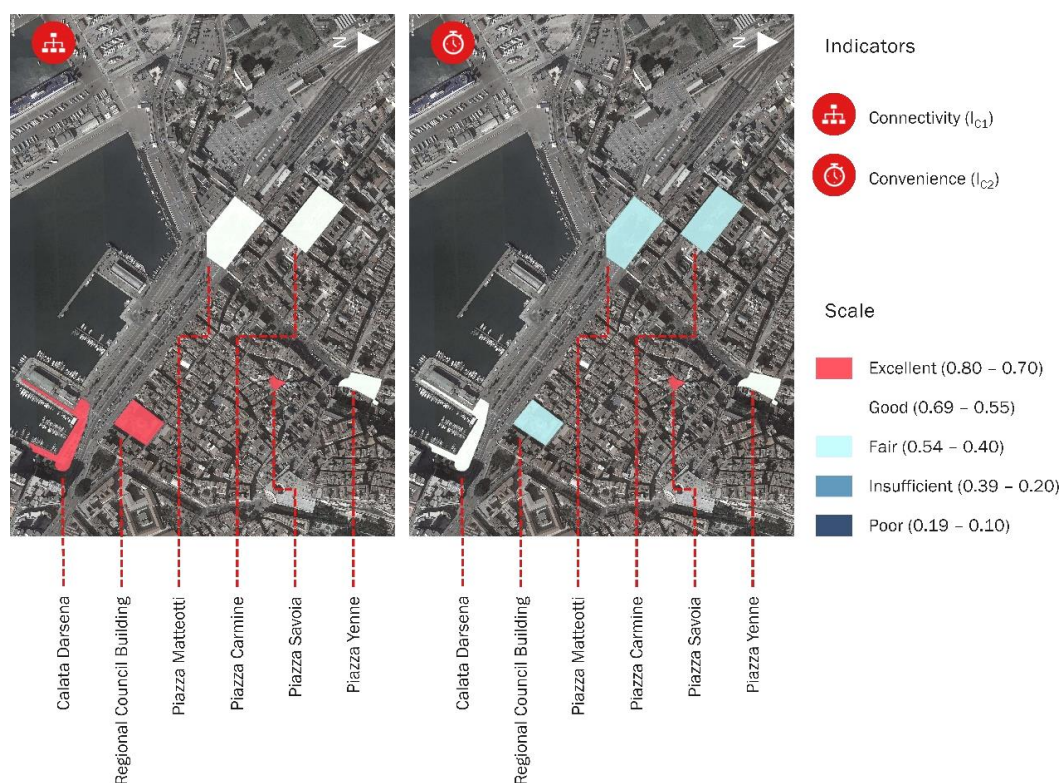 N
N
Indicators
Connectivity (I_C1)
Convenience (I_C2)
Scale
Excellent (0.80 – 0.70)
Good (0.69 – 0.55)
Fair (0.54 – 0.40)
Insufficient (0.39 – 0.20)
Poor (0.19 – 0.10)
Calata Darsena
Regional Council Building
Piazza Matteotti
Piazza Carmine
Piazza Savoia
Piazza Yenne
Calata Darsena
Regional Council Building
Piazza Matteotti
Piazza Carmine
Piazza Savoia
Piazza Yenne